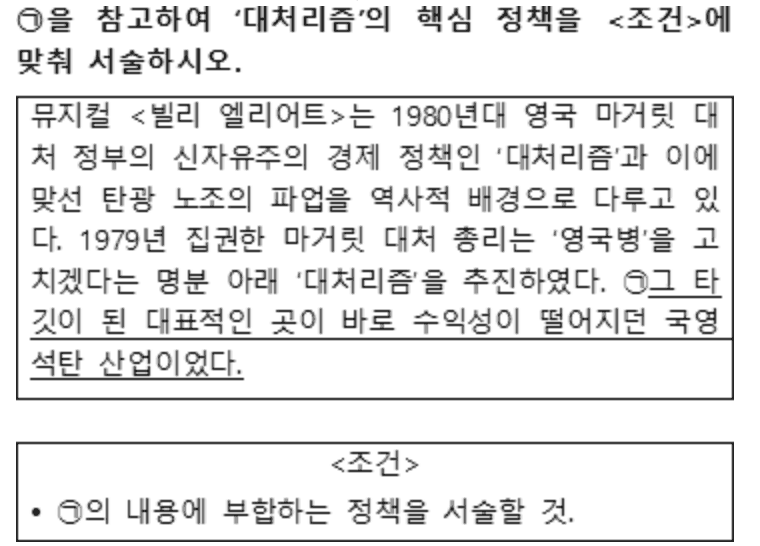 ㉠을 참고하여 ‘대처리즘’의 핵심 정책을 <조건>에
맞춰 서술하시오.
뮤지컬 <빌리 엘리어트>는 1980년대 영국 마거릿 대
처 정부의 신자유주의 경제 정책인 ‘대처리즘’과 이에
맞선 탄광 노조의 파업을 역사적 배경으로 다루고 있
다. 1979년 집권한 마거릿 대처 총리는 ‘영국병’을 고
치겠다는 명분 아래 ‘대처리즘’을 추진하였다. ㉠그 타
깃이 된 대표적인 곳이 바로 수익성이 떨어지던 국영
석탄 산업이었다.
<조건>
• ㉠의 내용에 부합하는 정책을 서술할 것.